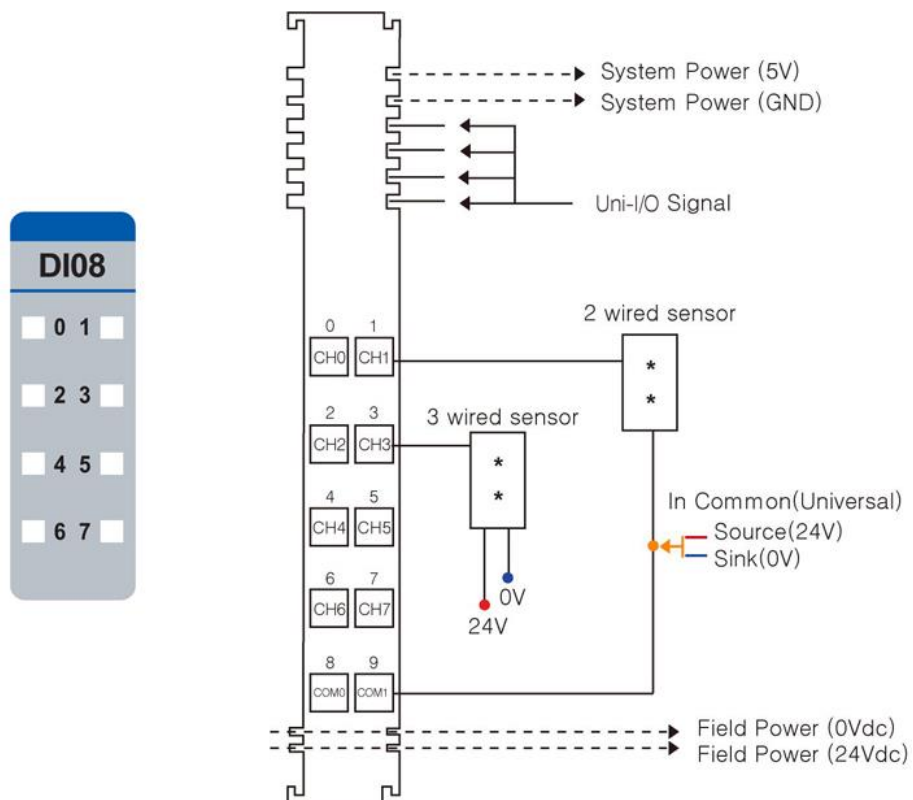 System Power (5V)
System Power (GND)
Uni-I/O Signal
DI08
0 1
2 3
4 5
6 7
2 wired sensor
*
*
0 1
CH0 CH1
3 wired sensor
*
*
2 3
CH2 CH3
4 5
CH4 CH5
In Common(Universal)
Source(24V)
Sink(0V)
6 7
CH6 CH7
0V
24V
8 9
COM0 COM1
Field Power (0Vdc)
Field Power (24Vdc)